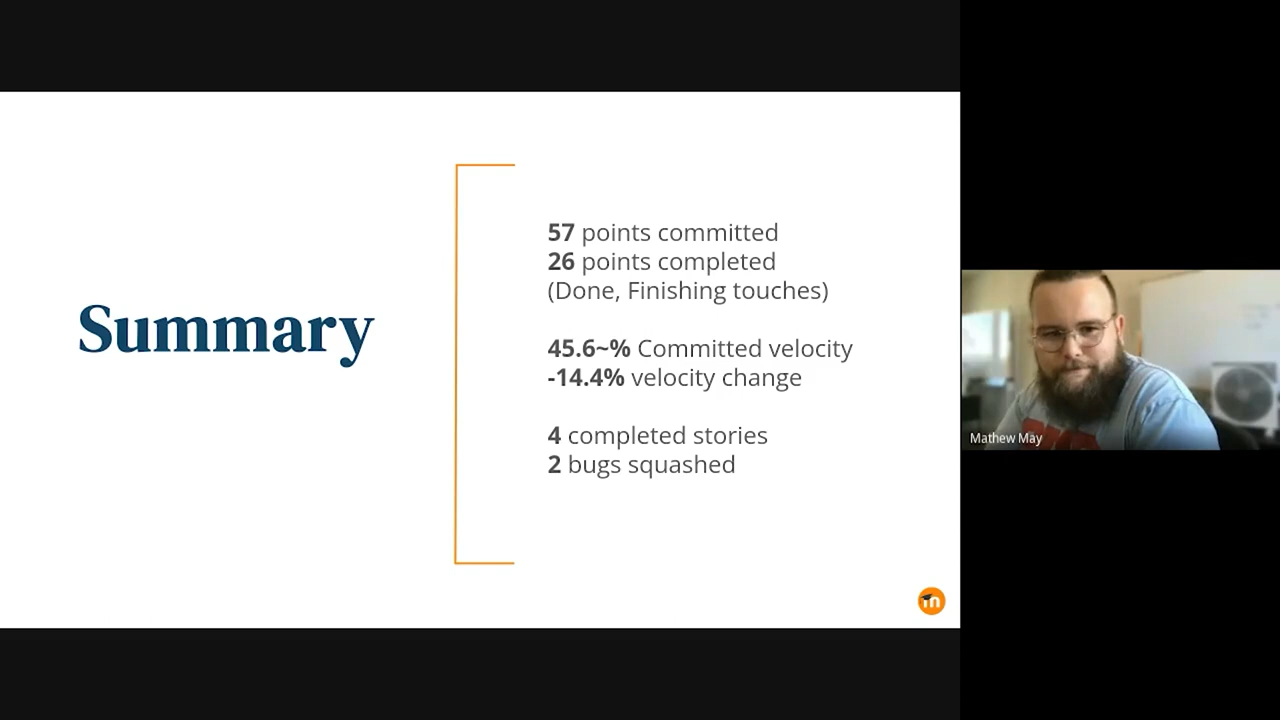 Summary
57 points committed
26 points completed
(Done, Finishing touches)
45.6~% Committed velocity
-14.4% velocity change
4 completed stories
2 bugs squashed
Mathew May